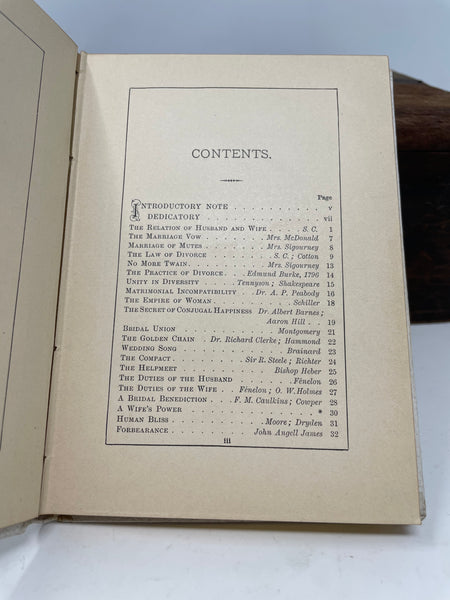 CONTENTS.
Page
INTRODUCTORY NOTE . . . . . . . . . . v
DEDICATORY . . . . . . . . . . . . vii
THE RELATION OF HUSBAND AND WIFE . . . . S. C. 1
THE MARRIAGE VOW . . . . . . . Mrs. McDonald 7
MARRIAGE OF MUTES . . . . . . . Mrs. Sigourney 8
THE LAW OF DIVORCE . . . . . . S. C.; Cotton 9
NO MORE TWAIN. . . . . . . . . Mrs. Sigourney 13
THE PRACTICE OF DIVORCE . . . Edmund Burke, 1796 14
UNITY IN DIVERSITY . . . . Tennyson; Shakespeare 15
MATRIMONIAL INCOMPATIBILITY . . Dr. A. P. Peabody 16
THE EMPIRE OF WOMAN . . . . . . . . Schiller 18
THE SECRET OF CONJUGAL HAPPINESS Dr. Albert Barnes;
Aaron Hill . . 19
BRIDAL UNION . . . . . . . . . . Montgomery 21
THE GOLDEN CHAIN . Dr. Richard Clerke; Hammond 22
WEDDING SONG . . . . . . . . . . Brainard 23
THE COMPACT . . . . . . . Sir R. Steele; Richter 24
THE HELPMEET . . . . . . . . . Bishop Heber 25
THE DUTIES OF THE HUSBAND . . . . . . Fénelon 26
THE DUTIES OF THE WIFE . . Fénelon; O. W. Holmes 27
A BRIDAL BENEDICTION . . F. M. Caulkins; Cowper 28
A WIFE'S POWER . . . . . . . . . . . * 30
HUMAN BLISS . . . . . . . . . Moore; Dryden 31
FORBEARANCE . . . . . . . . John Angell James 32
iii